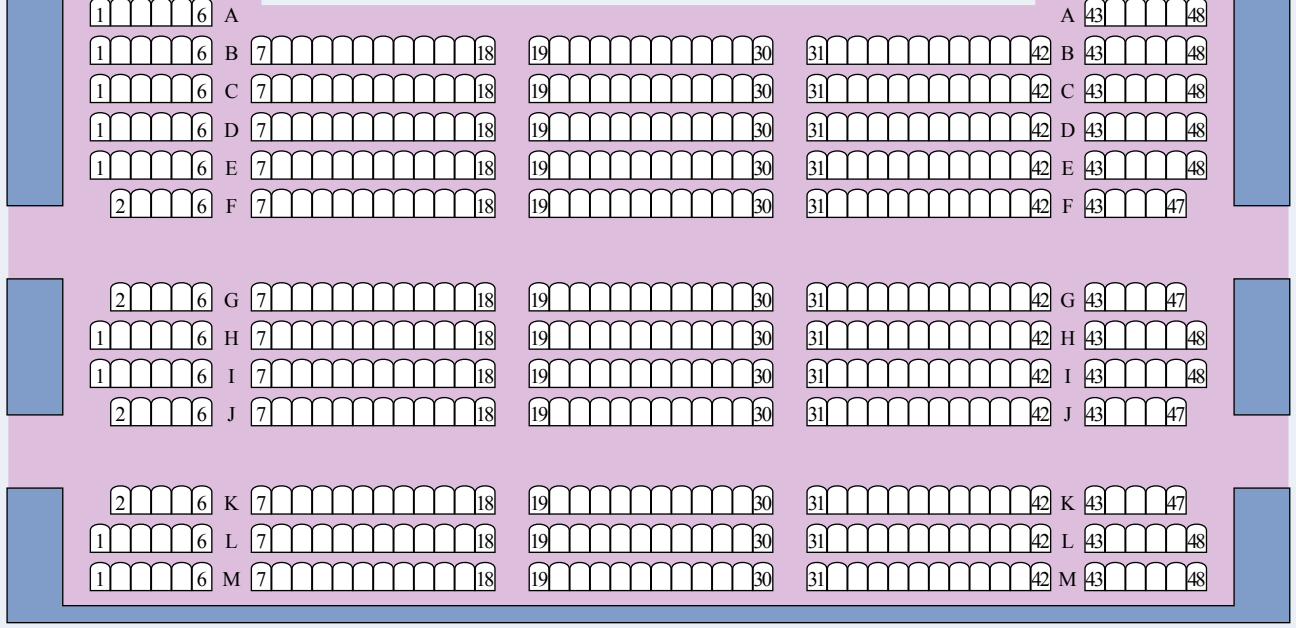 1 6 A A 43 48
1 6 B 7 18 19 30 31 42 B 43 48
1 6 C 7 18 19 30 31 42 C 43 48
1 6 D 7 18 19 30 31 42 D 43 48
1 6 E 7 18 19 30 31 42 E 43 48
2 6 F 7 18 19 30 31 42 F 43 47
2 6 G 7 18 19 30 31 42 G 43 47
1 6 H 7 18 19 30 31 42 H 43 48
1 6 I 7 18 19 30 31 42 I 43 48
2 6 J 7 18 19 30 31 42 J 43 47
2 6 K 7 18 19 30 31 42 K 43 47
1 6 L 7 18 19 30 31 42 L 43 48
1 6 M 7 18 19 30 31 42 M 43 48